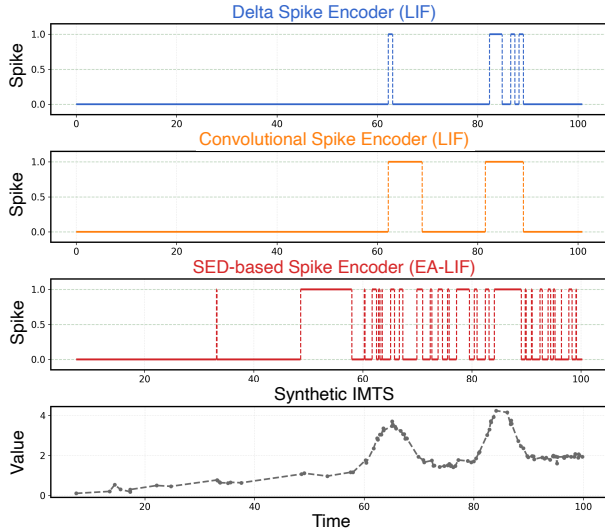 Delta Spike Encoder (LIF)
Spike
1.0
0.5
0.0
0 20 40 60 80 100
Convolutional Spike Encoder (LIF)
Spike
1.0
0.5
0.0
0 20 40 60 80 100
SED-based Spike Encoder (EA-LIF)
Spike
1.0
0.5
0.0
20 40 60 80 100
Synthetic IMTS
Value
4
2
0
20 40 60 80 100
Time